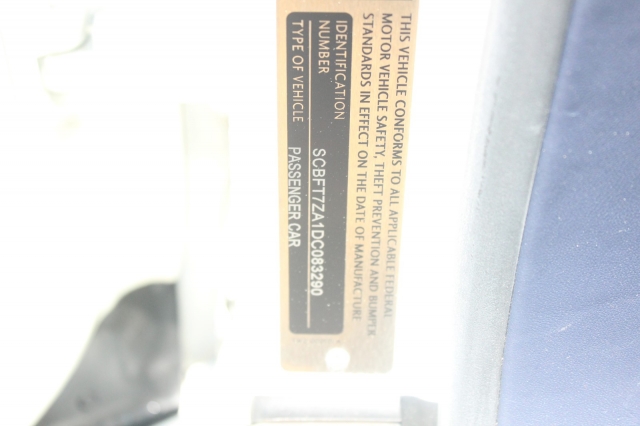 THIS VEHICLE CONFORMS TO ALL APPLICABLE FEDERAL
MOTOR VEHICLE SAFETY, THEFT PREVENTION AND BUMPER
STANDARDS IN EFFECT ON THE DATE OF MANUFACTURE
IDENTIFICATION
NUMBER SCBFT7ZA1DC083290
TYPE OF VEHICLE PASSENGER CAR